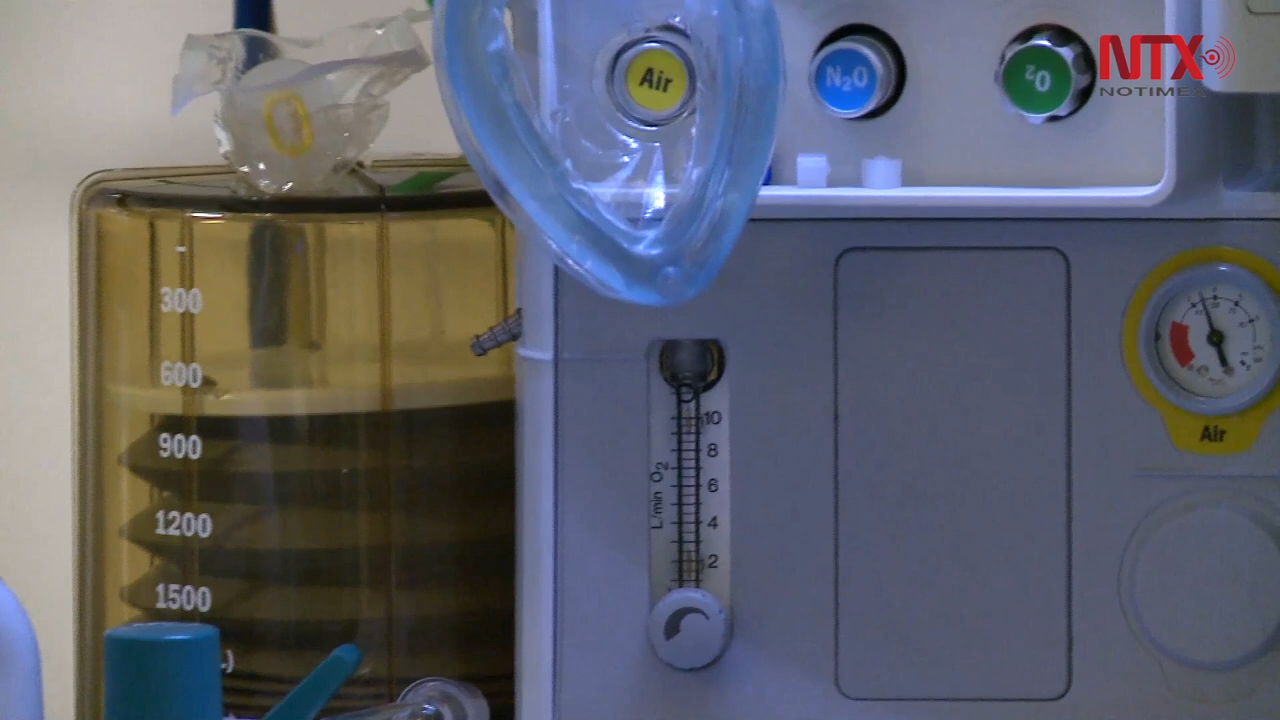 Air
N₂O
O₂
NTX
NOTIMEX
300
600
900
1200
1500
10
8
6
4
2
L/min O₂
Air